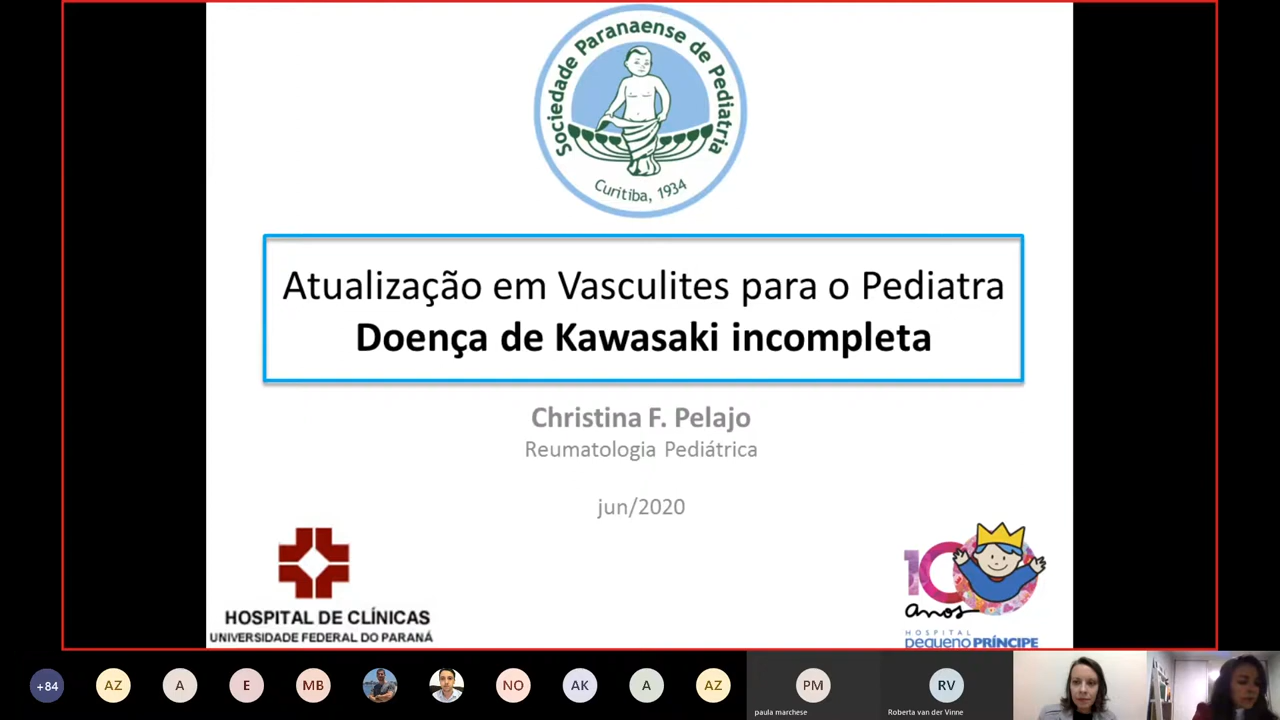 Sociedade Paranaense de Pediatria
Curitiba, 1934
Atualização em Vasculites para o Pediatra
Doença de Kawasaki incompleta
Christina F. Pelajo
Reumatologia Pediátrica
jun/2020
HOSPITAL DE CLÍNICAS
UNIVERSIDADE FEDERAL DO PARANÁ
100
anos
HOSPITAL
pequeno PRÍNCIPE
+84
AZ
A
E
MB
NO
AK
A
AZ
PM
paula marchese
RV
Roberta van der Vinne